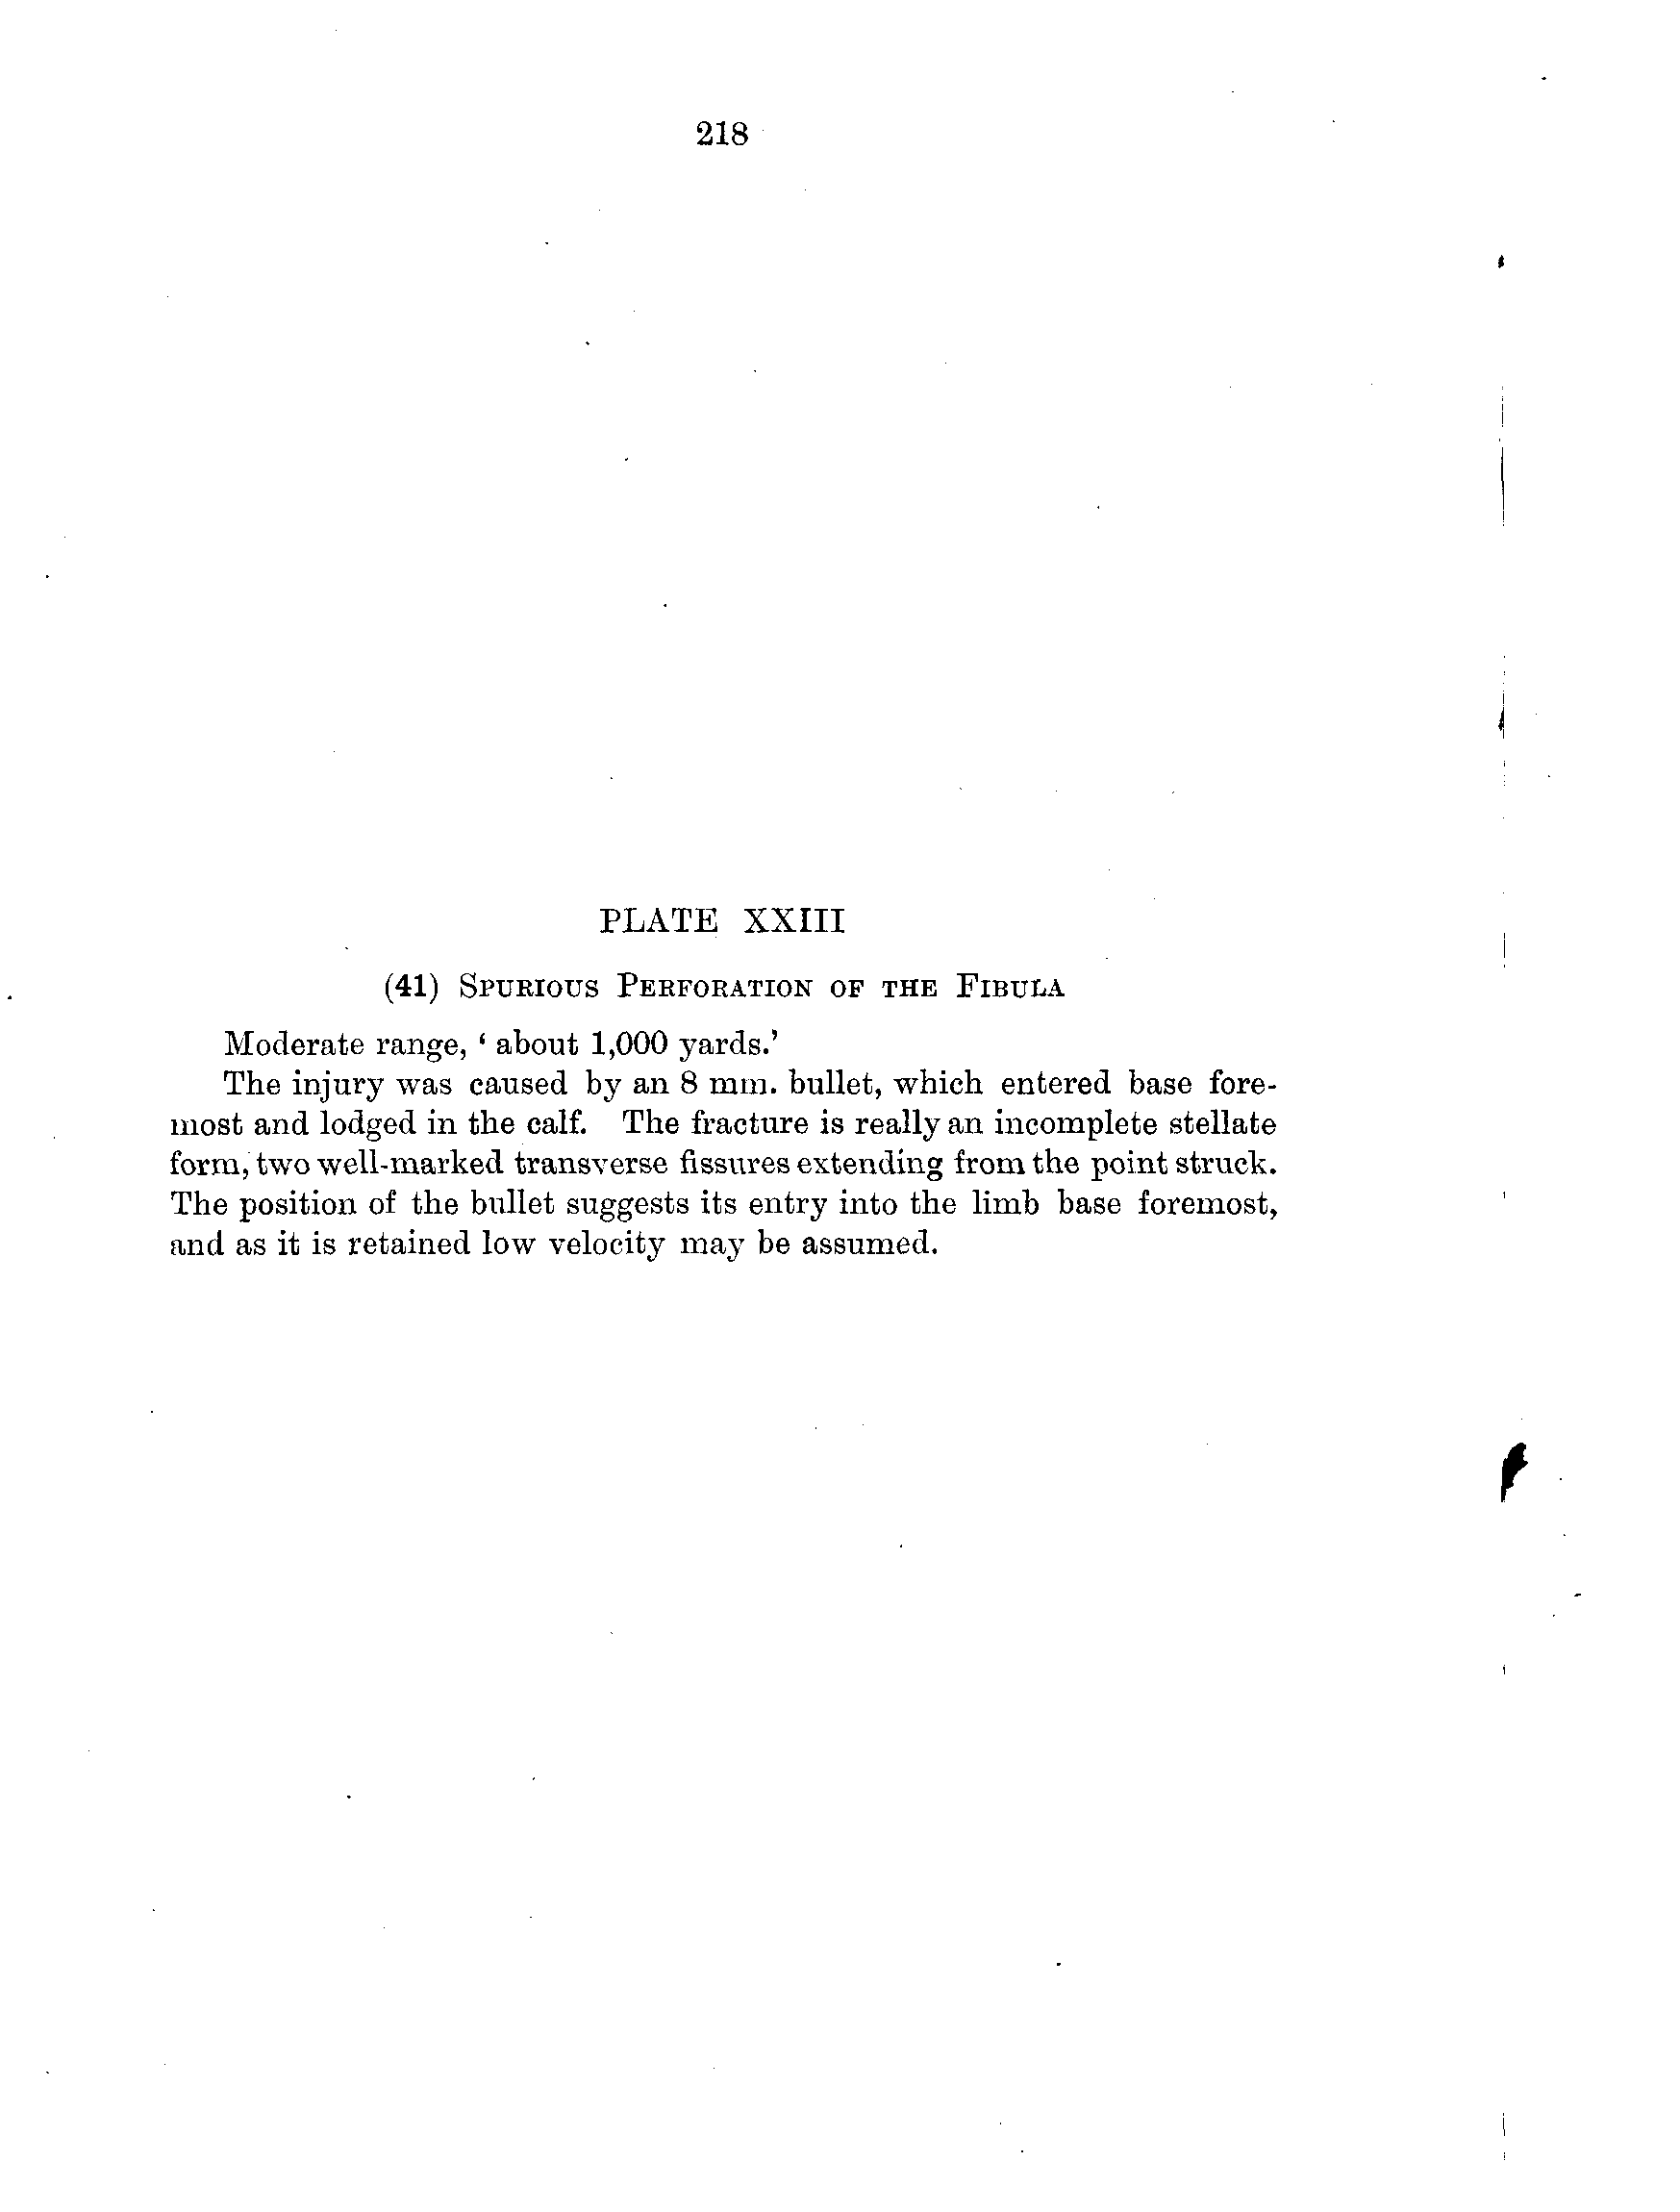 218
PLATE XXIII
(41) SPURIOUS PERFORATION OF THE FIBULA
Moderate range, ‘ about 1,000 yards.’
The injury was caused by an 8 mm. bullet, which entered base fore-
most and lodged in the calf. The fracture is really an incomplete stellate
form, two well-marked transverse fissures extending from the point struck.
The position of the bullet suggests its entry into the limb base foremost,
and as it is retained low velocity may be assumed.